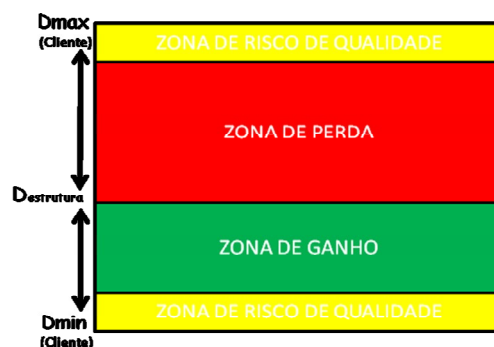 Dmax
(Cliente)
ZONA DE RISCO DE QUALIDADE
ZONA DE PERDA
Destrutura
ZONA DE GANHO
ZONA DE RISCO DE QUALIDADE
Dmin
(Cliente)